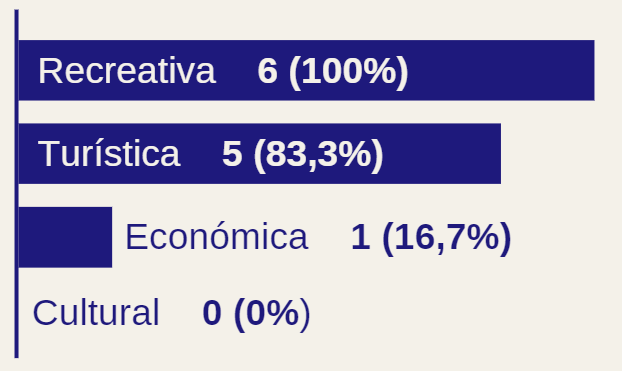 Recreativa 6 (100%)
Turística 5 (83,3%)
Económica 1 (16,7%)
Cultural 0 (0%)